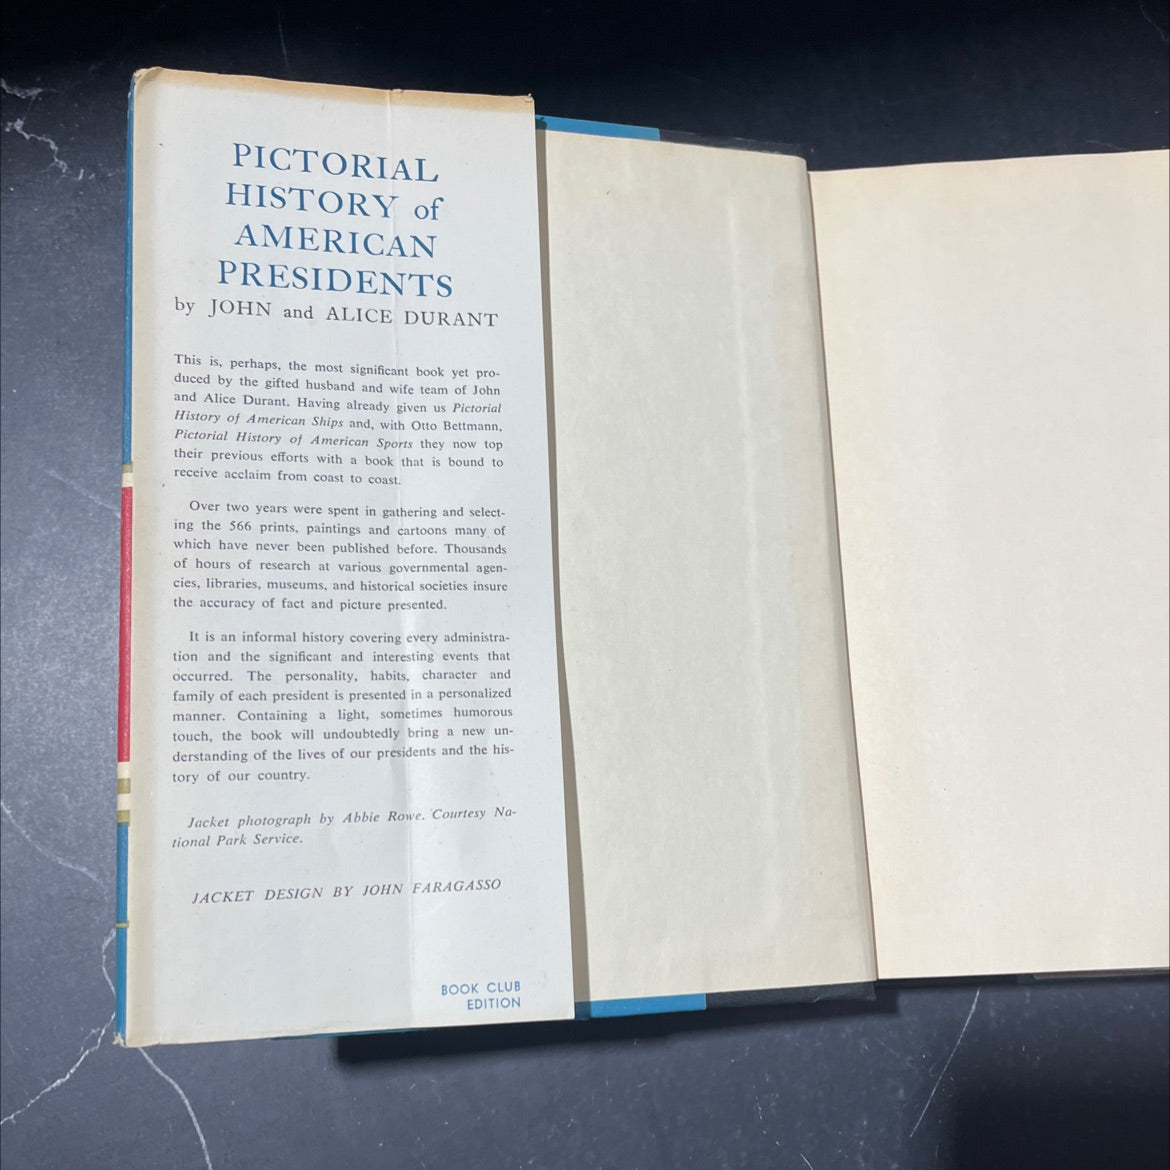 PICTORIAL
HISTORY of
AMERICAN
PRESIDENTS
by JOHN and ALICE DURANT
This is, perhaps, the most significant book yet pro-
duced by the gifted husband and wife team of John
and Alice Durant. Having already given us Pictorial
History of American Ships and, with Otto Bettmann,
Pictorial History of American Sports they now top
their previous efforts with a book that is bound to
receive acclaim from coast to coast.
Over two years were spent in gathering and select-
ing the 566 prints, paintings and cartoons many of
which have never been published before. Thousands
of hours of research at various governmental agen-
cies, libraries, museums, and historical societies insure
the accuracy of fact and picture presented.
It is an informal history covering every administra-
tion and the significant and interesting events that
occurred. The personality, habits, character and
family of each president is presented in a personalized
manner. Containing a light, sometimes humorous
touch, the book will undoubtedly bring a new un-
derstanding of the lives of our presidents and the his-
tory of our country.
Jacket photograph by Abbie Rowe. Courtesy Na-
tional Park Service.
JACKET DESIGN BY JOHN FARAGASSO
BOOK CLUB
EDITION